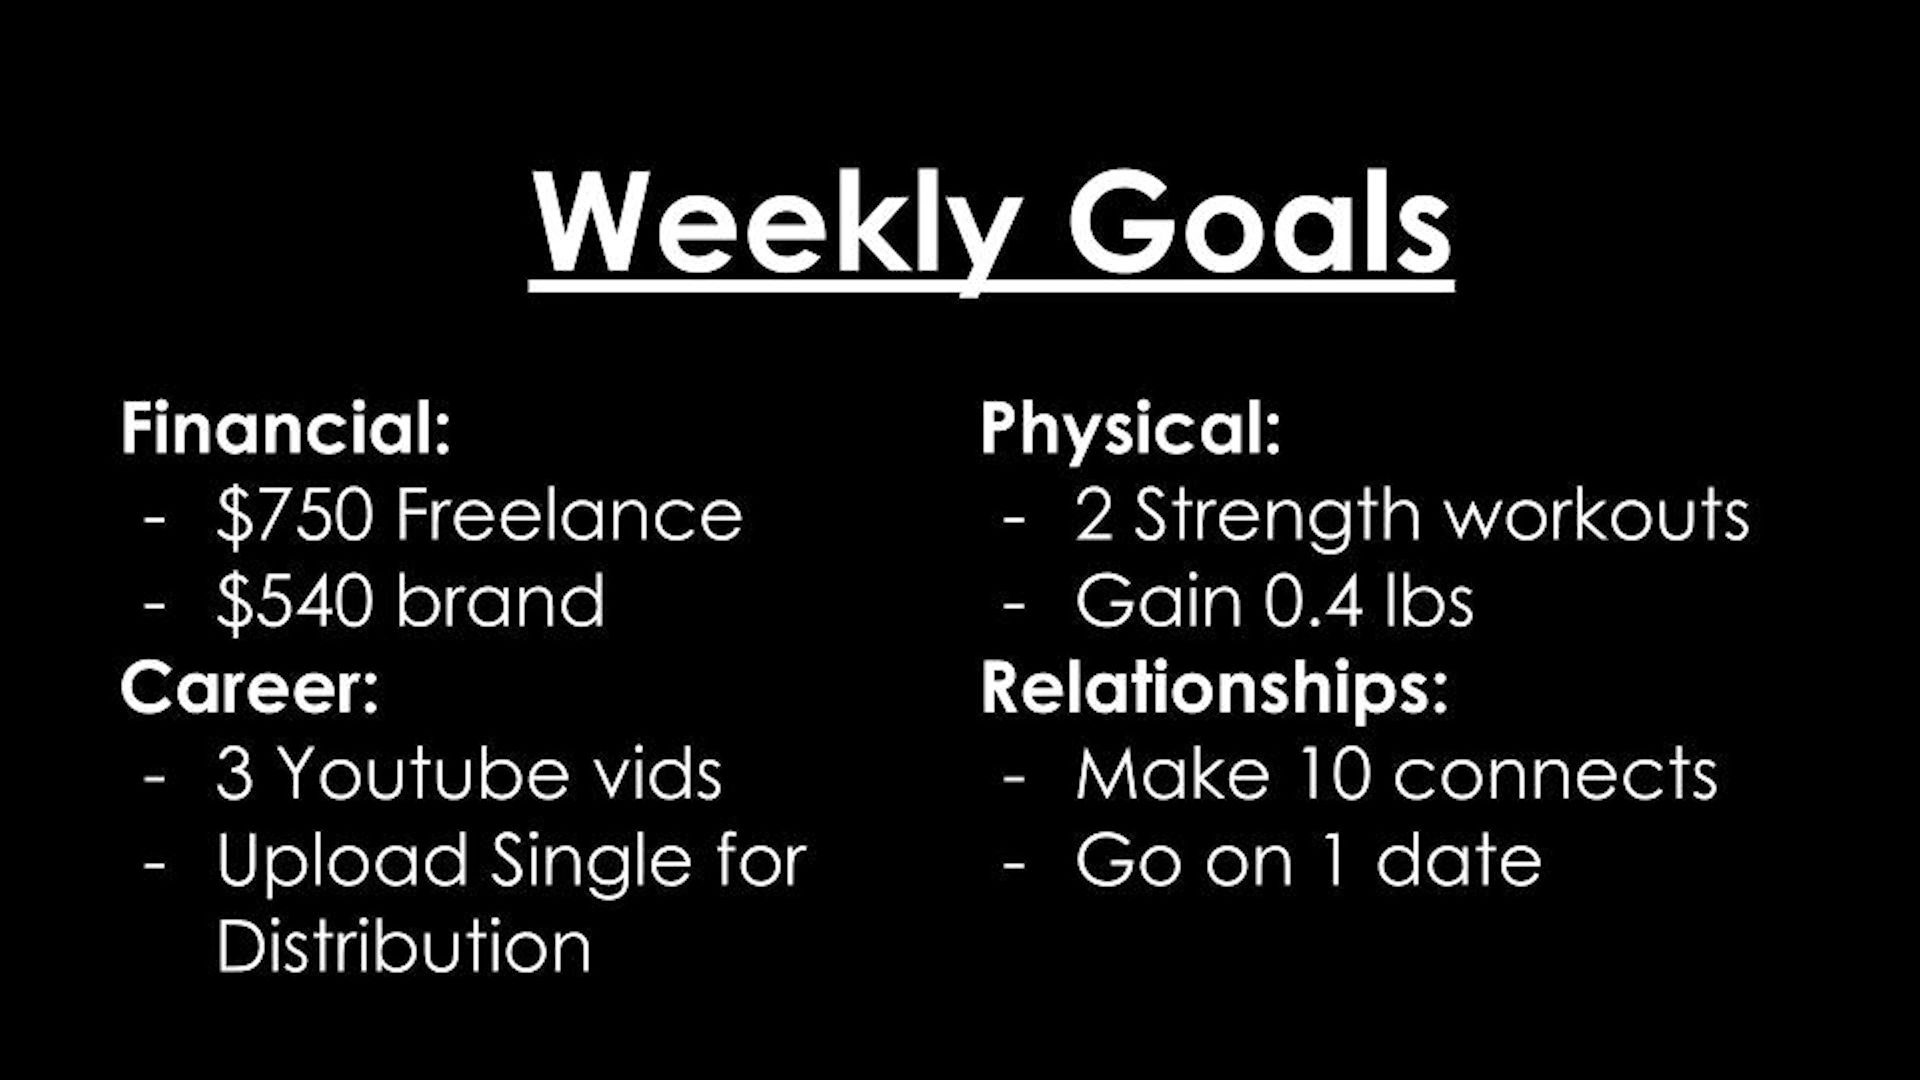 Weekly Goals
Financial:
- $750 Freelance
- $540 brand
Career:
- 3 Youtube vids
- Upload Single for
Distribution
Physical:
- 2 Strength workouts
- Gain 0.4 lbs
Relationships:
- Make 10 connects
- Go on 1 date